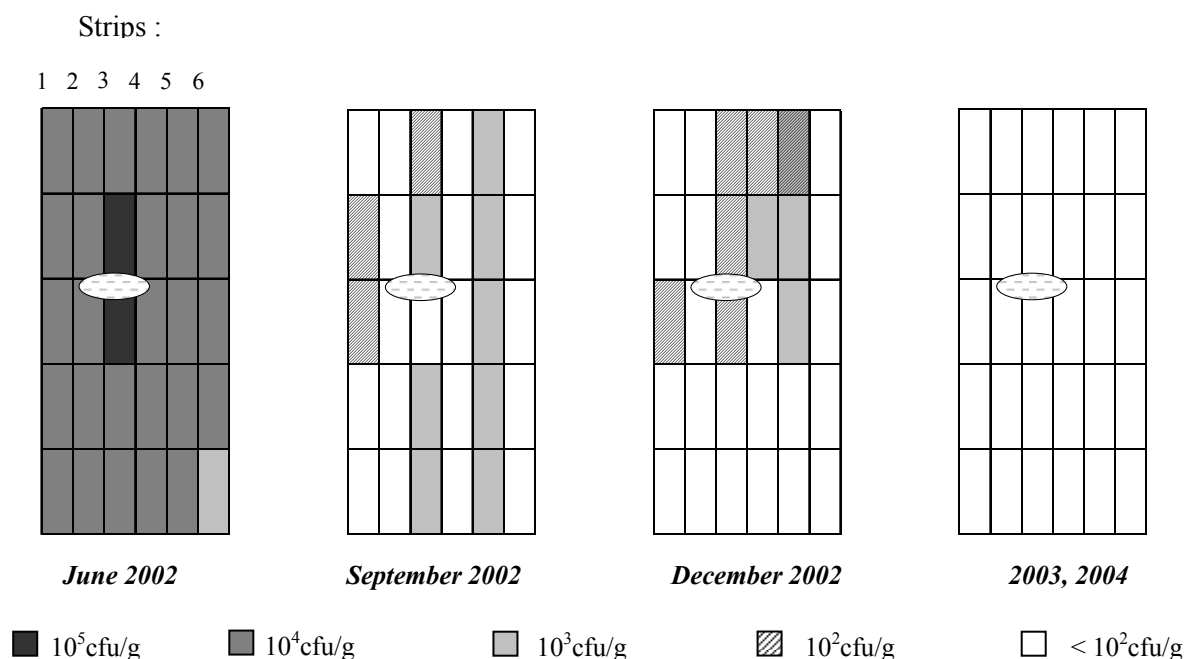 Strips :
1 2 3 4 5 6
June 2002 September 2002 December 2002 2003, 2004
10⁵cfu/g 10⁴cfu/g 10³cfu/g 10²cfu/g < 10²cfu/g